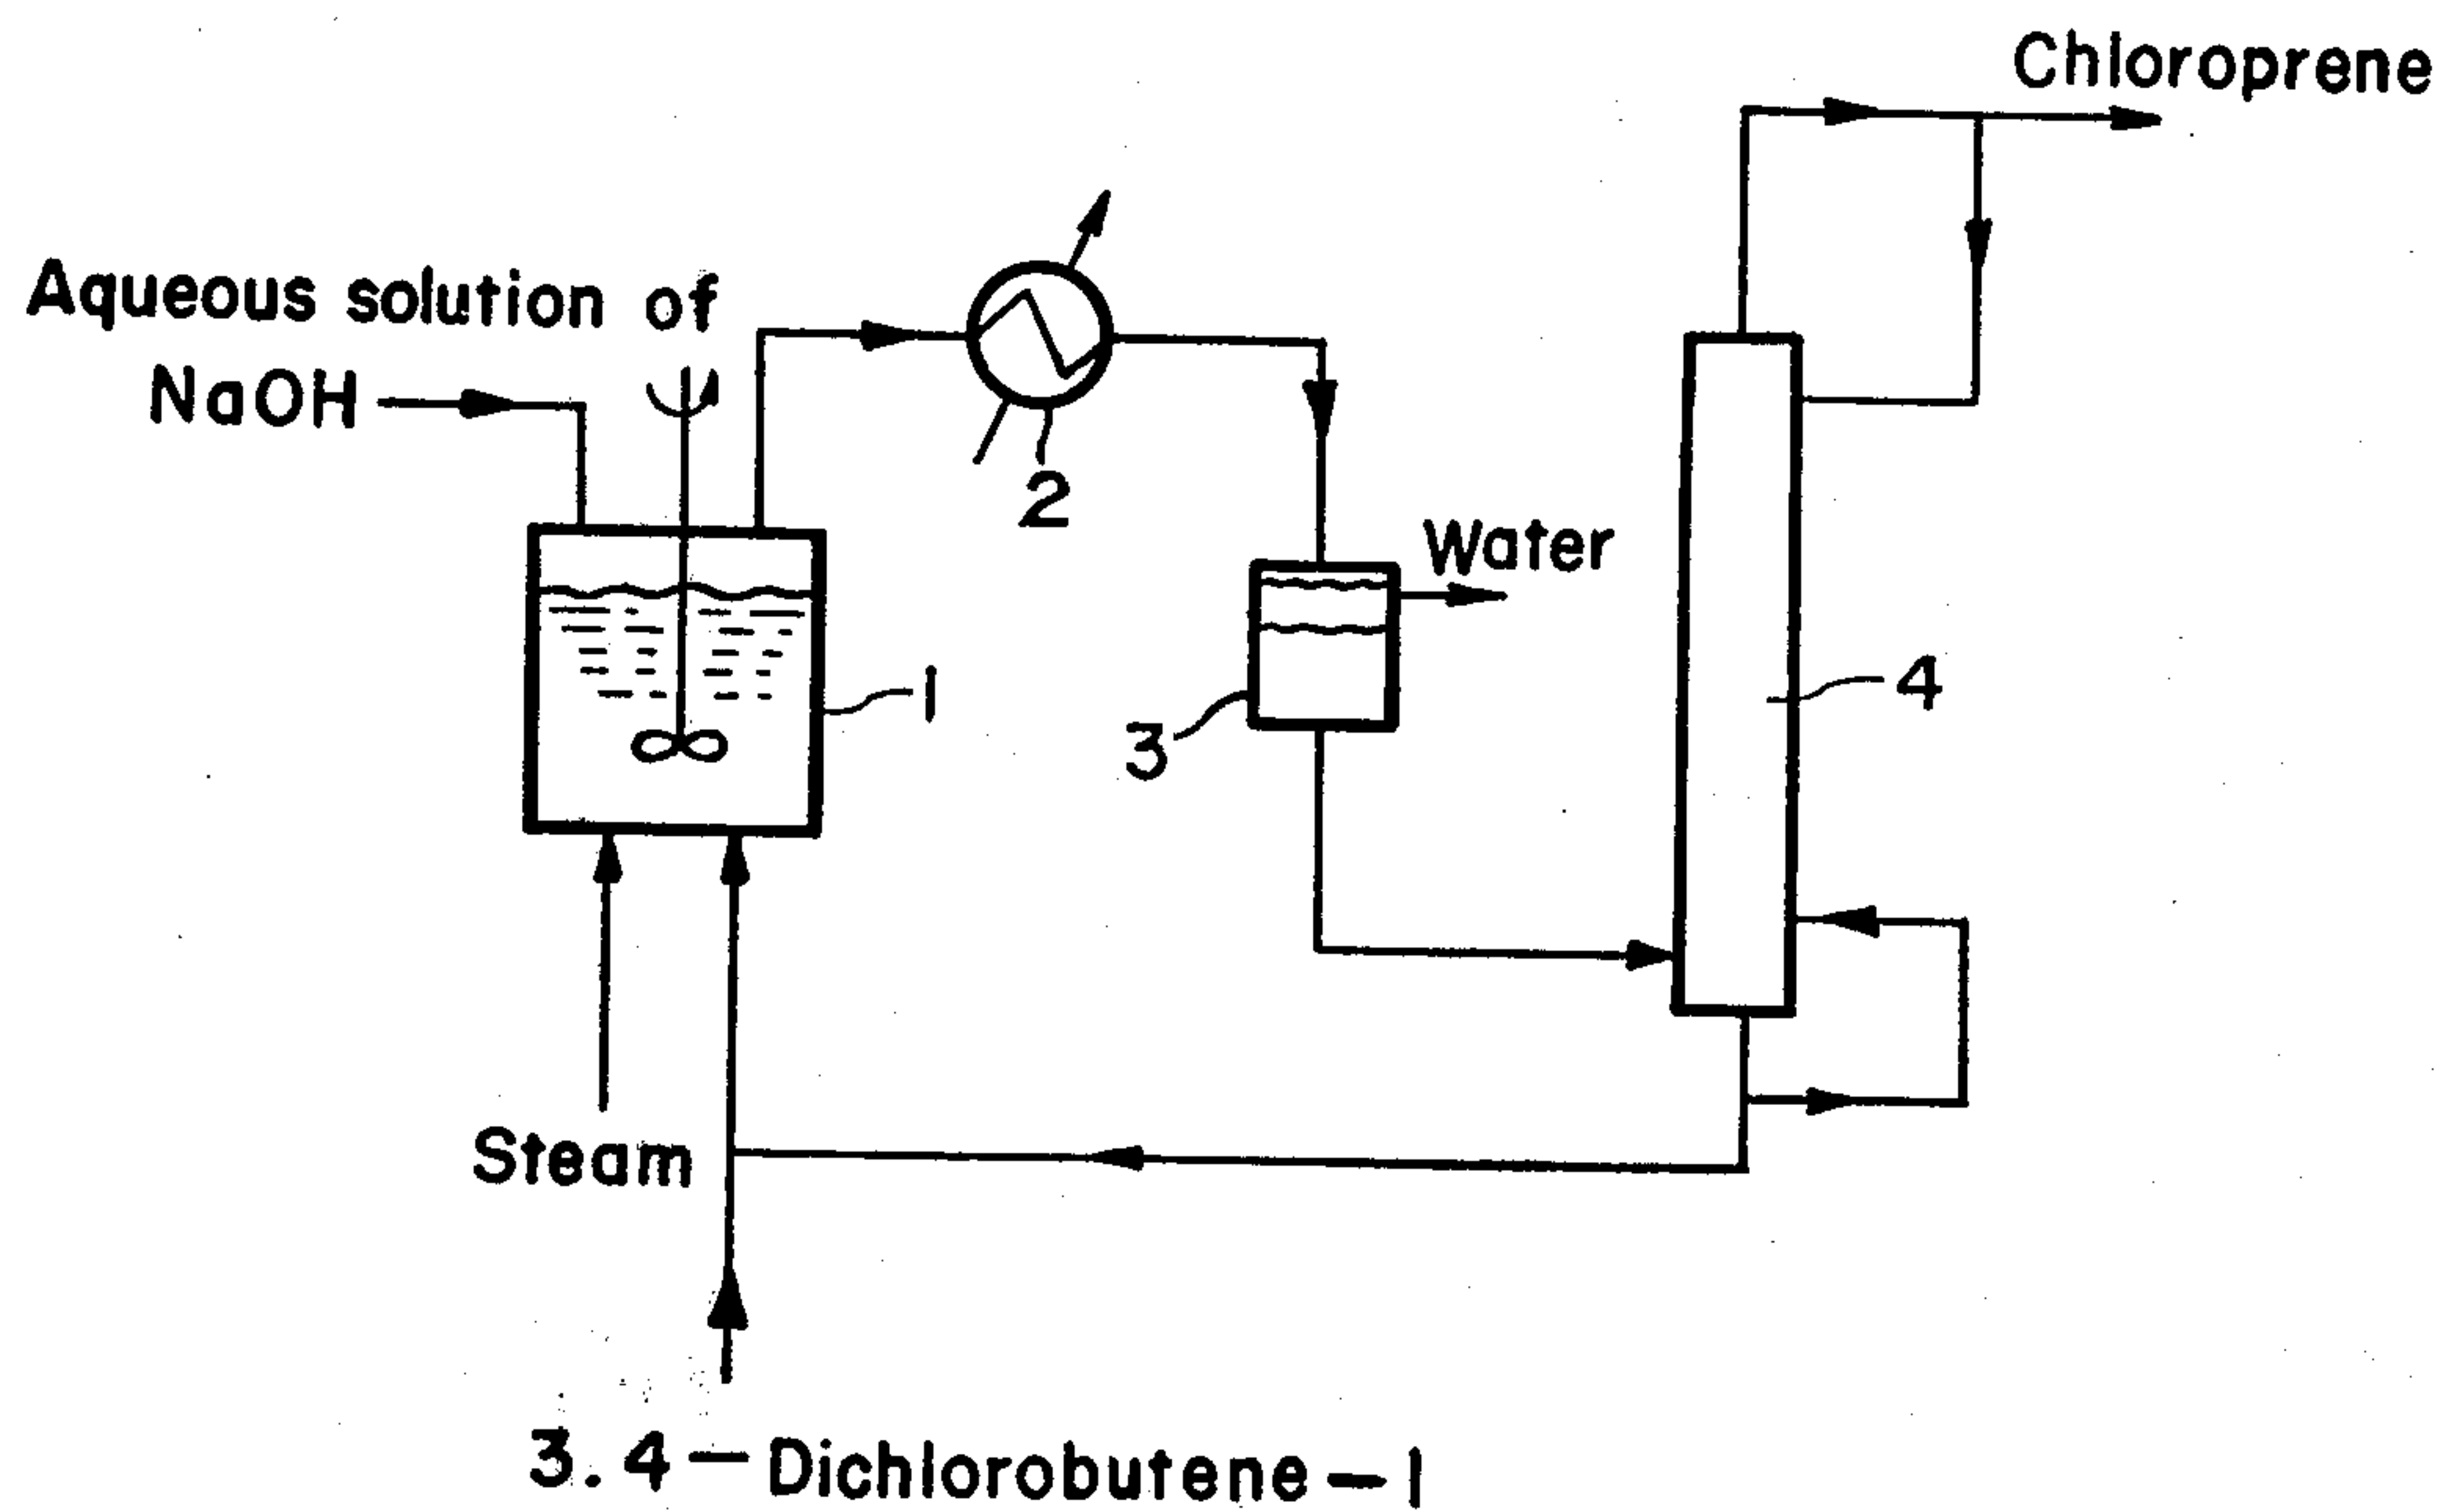 Chloroprene
Aqueous solution of
NaOH
2
Water
1
3
4
Steam
3.4-Dichlorobutene-1